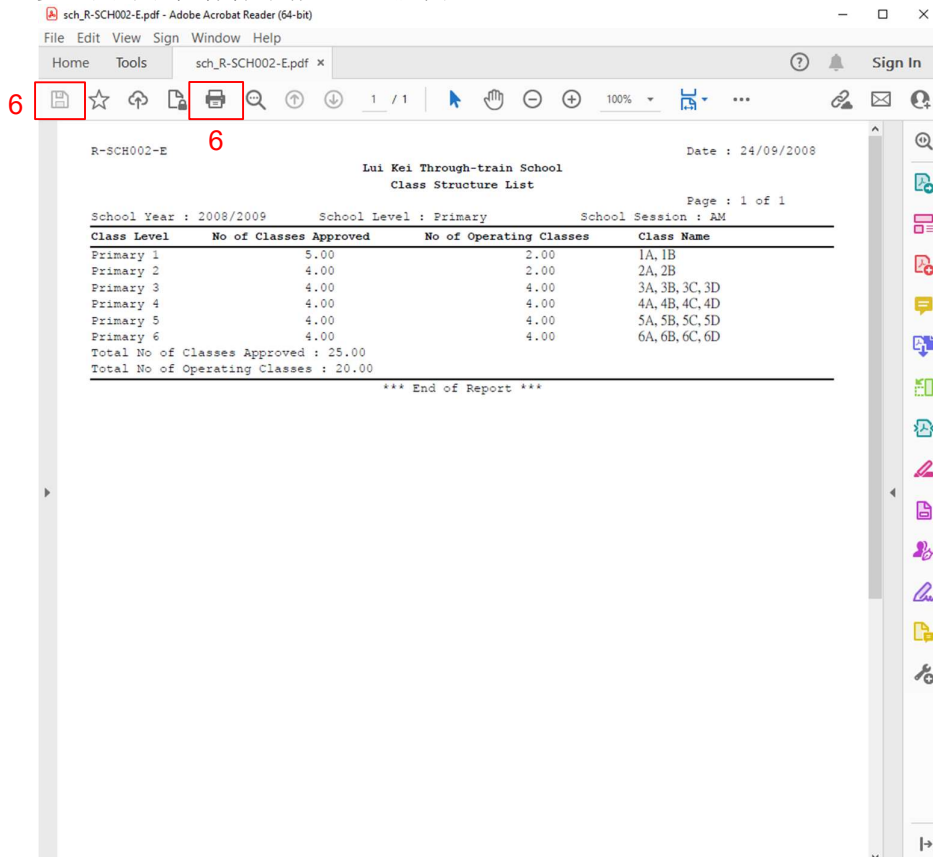 sch_R-SCH002-E.pdf - Adobe Acrobat Reader (64-bit)
File Edit View Sign Window Help
Home Tools sch_R-SCH002-E.pdf × Sign In
6 1 / 1 100%
6
R-SCH002-E Date : 24/09/2008
Lui Kei Through-train School
Class Structure List
Page : 1 of 1
School Year : 2008/2009 School Level : Primary School Session : AM
Class Level No of Classes Approved No of Operating Classes Class Name
Primary 1 5.00 2.00 1A, 1B
Primary 2 4.00 2.00 2A, 2B
Primary 3 4.00 4.00 3A, 3B, 3C, 3D
Primary 4 4.00 4.00 4A, 4B, 4C, 4D
Primary 5 4.00 4.00 5A, 5B, 5C, 5D
Primary 6 4.00 4.00 6A, 6B, 6C, 6D
Total No of Classes Approved : 25.00
Total No of Operating Classes : 20.00
*** End of Report ***